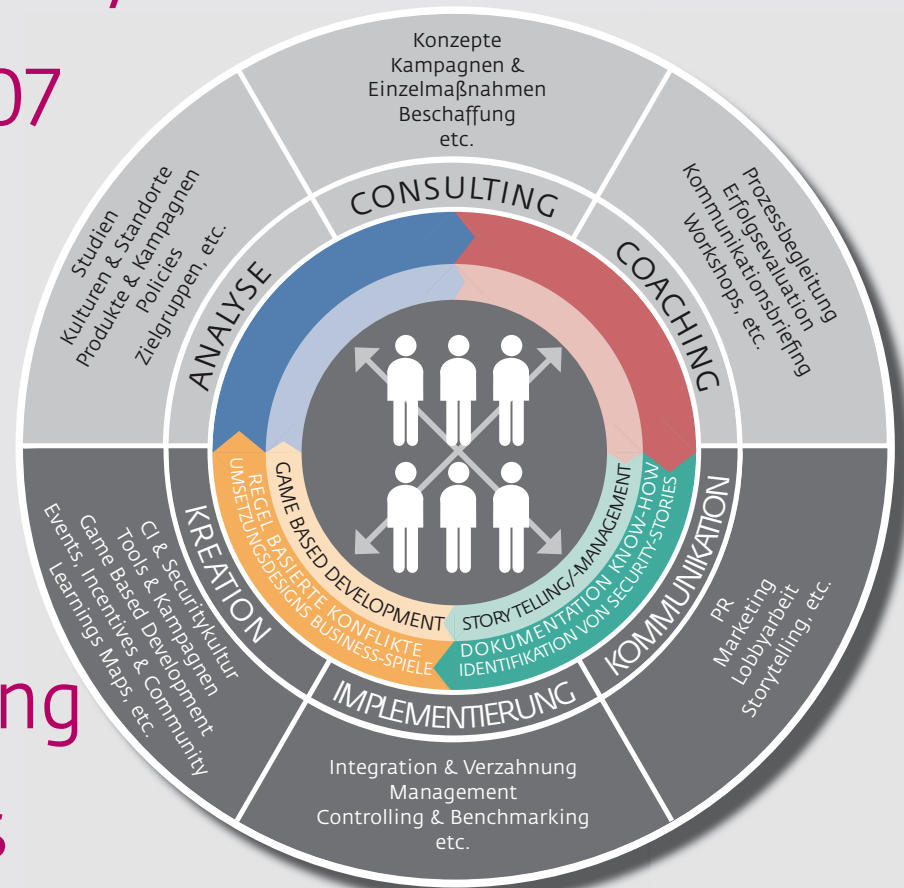 07
ng
s
Konzepte
Kampagnen &
Einzelmaßnahmen
Beschaffung
etc.
CONSULTING
Prozessbegleitung
Erfolgsevaluation
Kommunikationsbriefing
Workshops, etc.
COACHING
PR
Marketing
Lobbyarbeit
Storytelling, etc.
KOMMUNIKATION
Integration & Verzahnung
Management
Controlling & Benchmarking
etc.
IMPLEMENTIERUNG
CI & Securitykultur
Tools & Kampagnen
Game Based Development
Events, Incentives & Community
Learnings Maps, etc.
KREATION
Studien
Kulturen & Standorte
Produkte & Kampagnen
Policies
Zielgruppen, etc.
ANALYSE
GAME BASED DEVELOPMENT
REGEL BASIERTE KONFLIKTE
UMSETZUNGSDESIGNS BUSINESS-SPIELE
STORYTELLING/-MANAGEMENT
DOKUMENTATION KNOW-HOW
IDENTIFIKATION VON SECURITY-STORIES